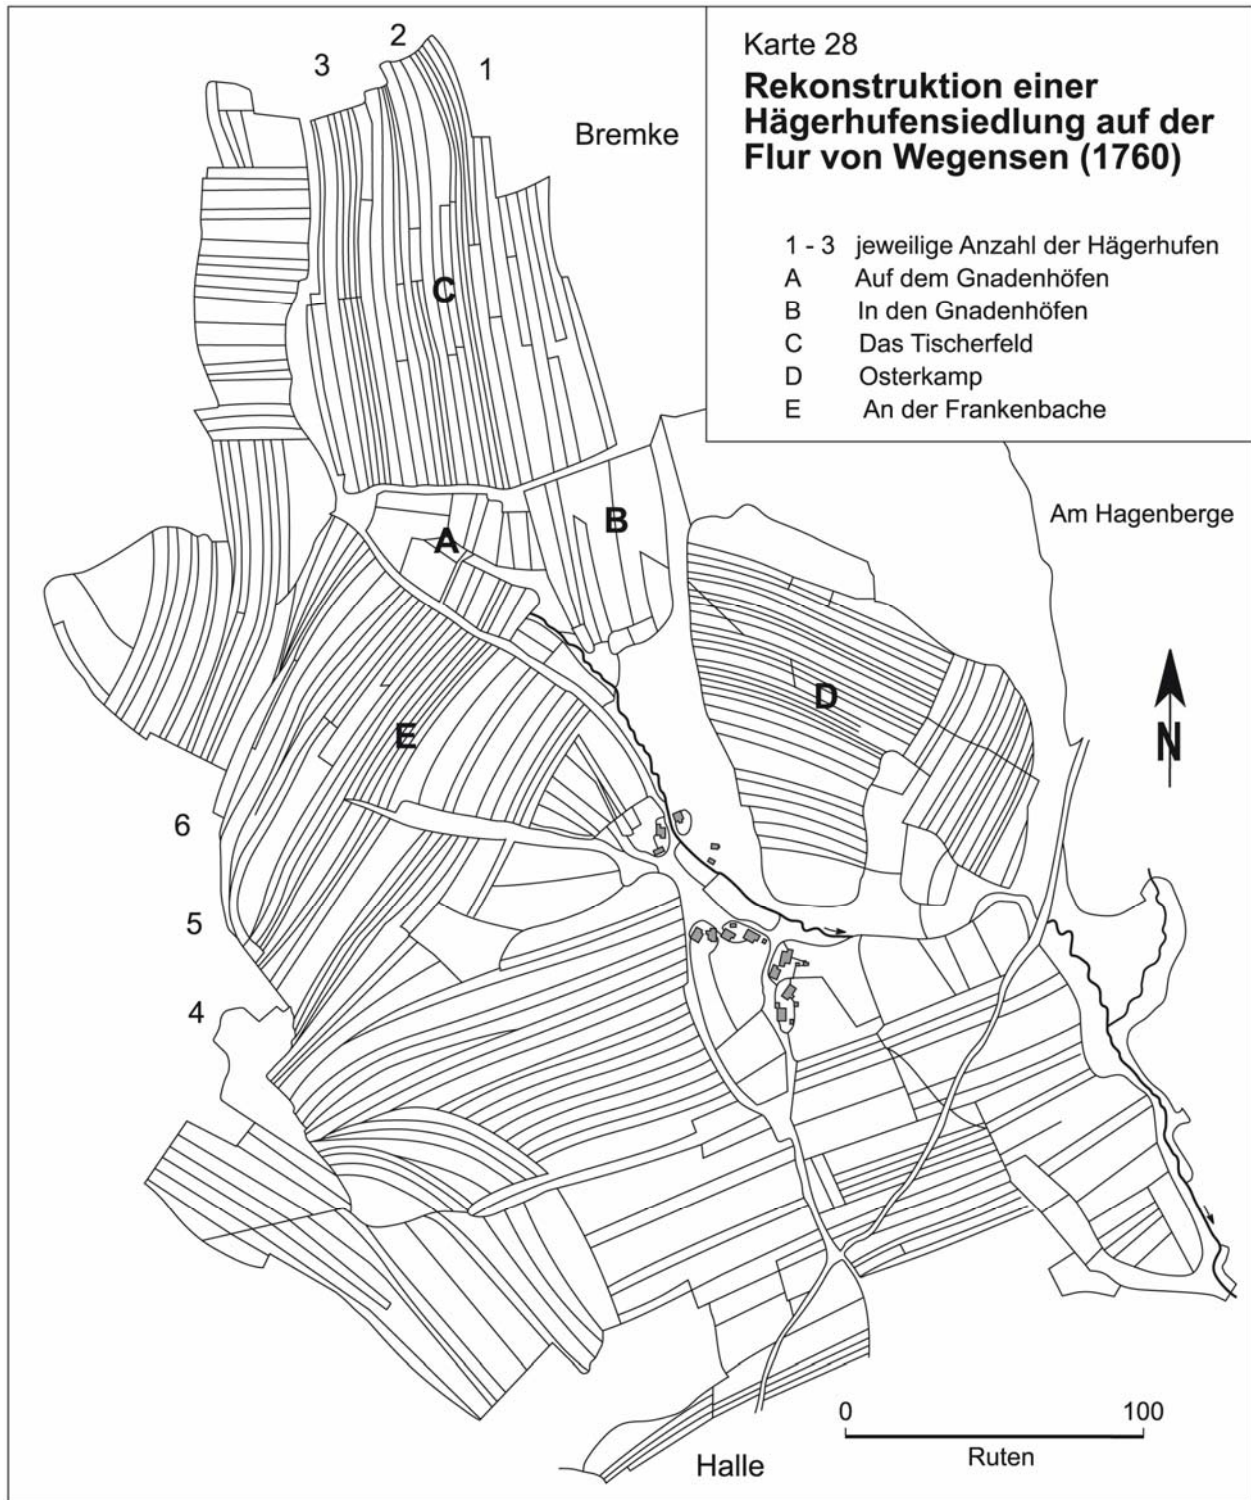 Karte 28
Rekonstruktion einer
Hägerhufensiedlung auf der
Flur von Wegensen (1760)
1 - 3 jeweilige Anzahl der Hägerhufen
A Auf dem Gnadenhöfen
B In den Gnadenhöfen
C Das Tischerfeld
D Osterkamp
E An der Frankenbache
2
3
1
Bremke
C
Am Hagenberge
B
A
D
E
N
6
5
4
0 100
Ruten
Halle